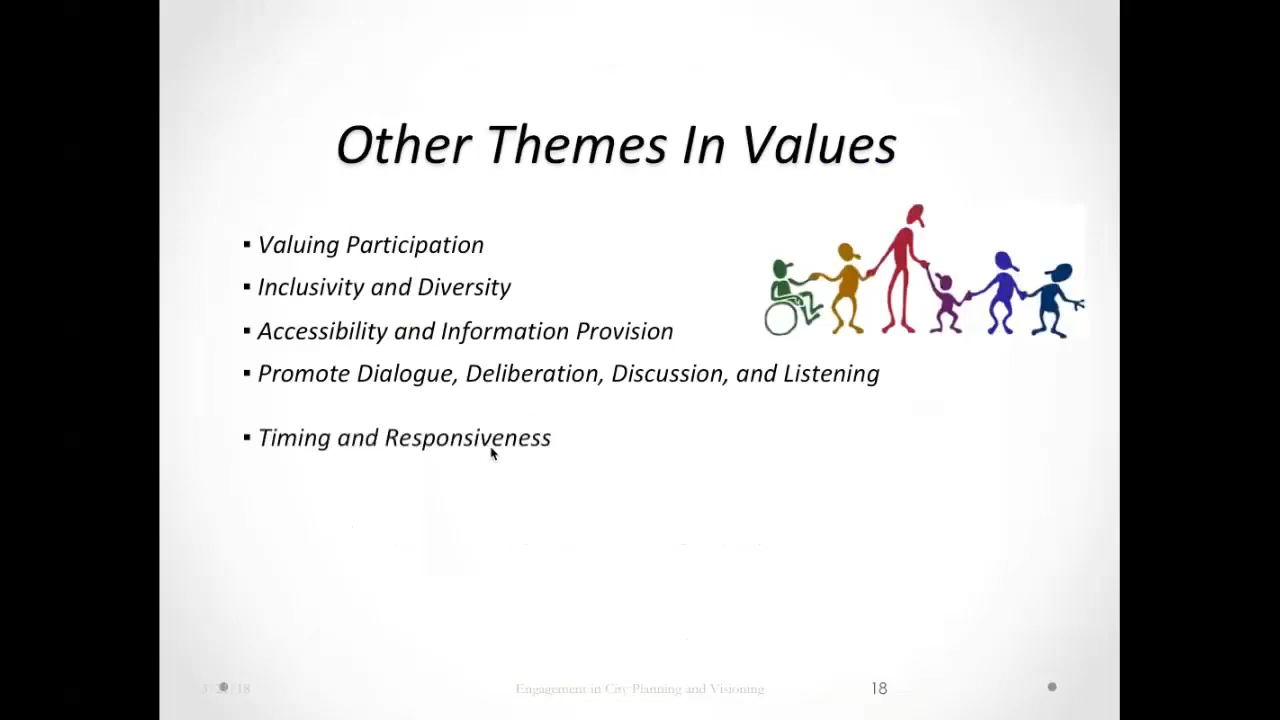 Other Themes In Values
▪ Valuing Participation
▪ Inclusivity and Diversity
▪ Accessibility and Information Provision
▪ Promote Dialogue, Deliberation, Discussion, and Listening
▪ Timing and Responsiveness
Engagement in City Planning and Visioning
18